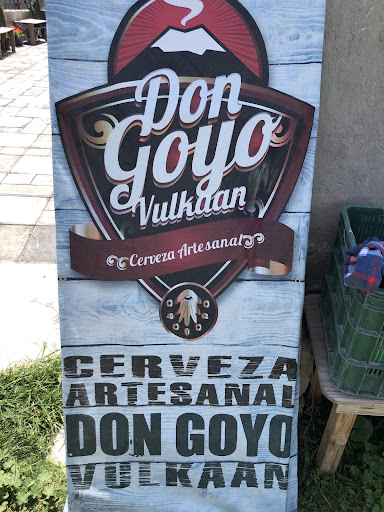 Don
Goyo
Vulkaan
Cerveza Artesanal
CERVEZA
ARTESANAL
DON GOYO
VULKAAN